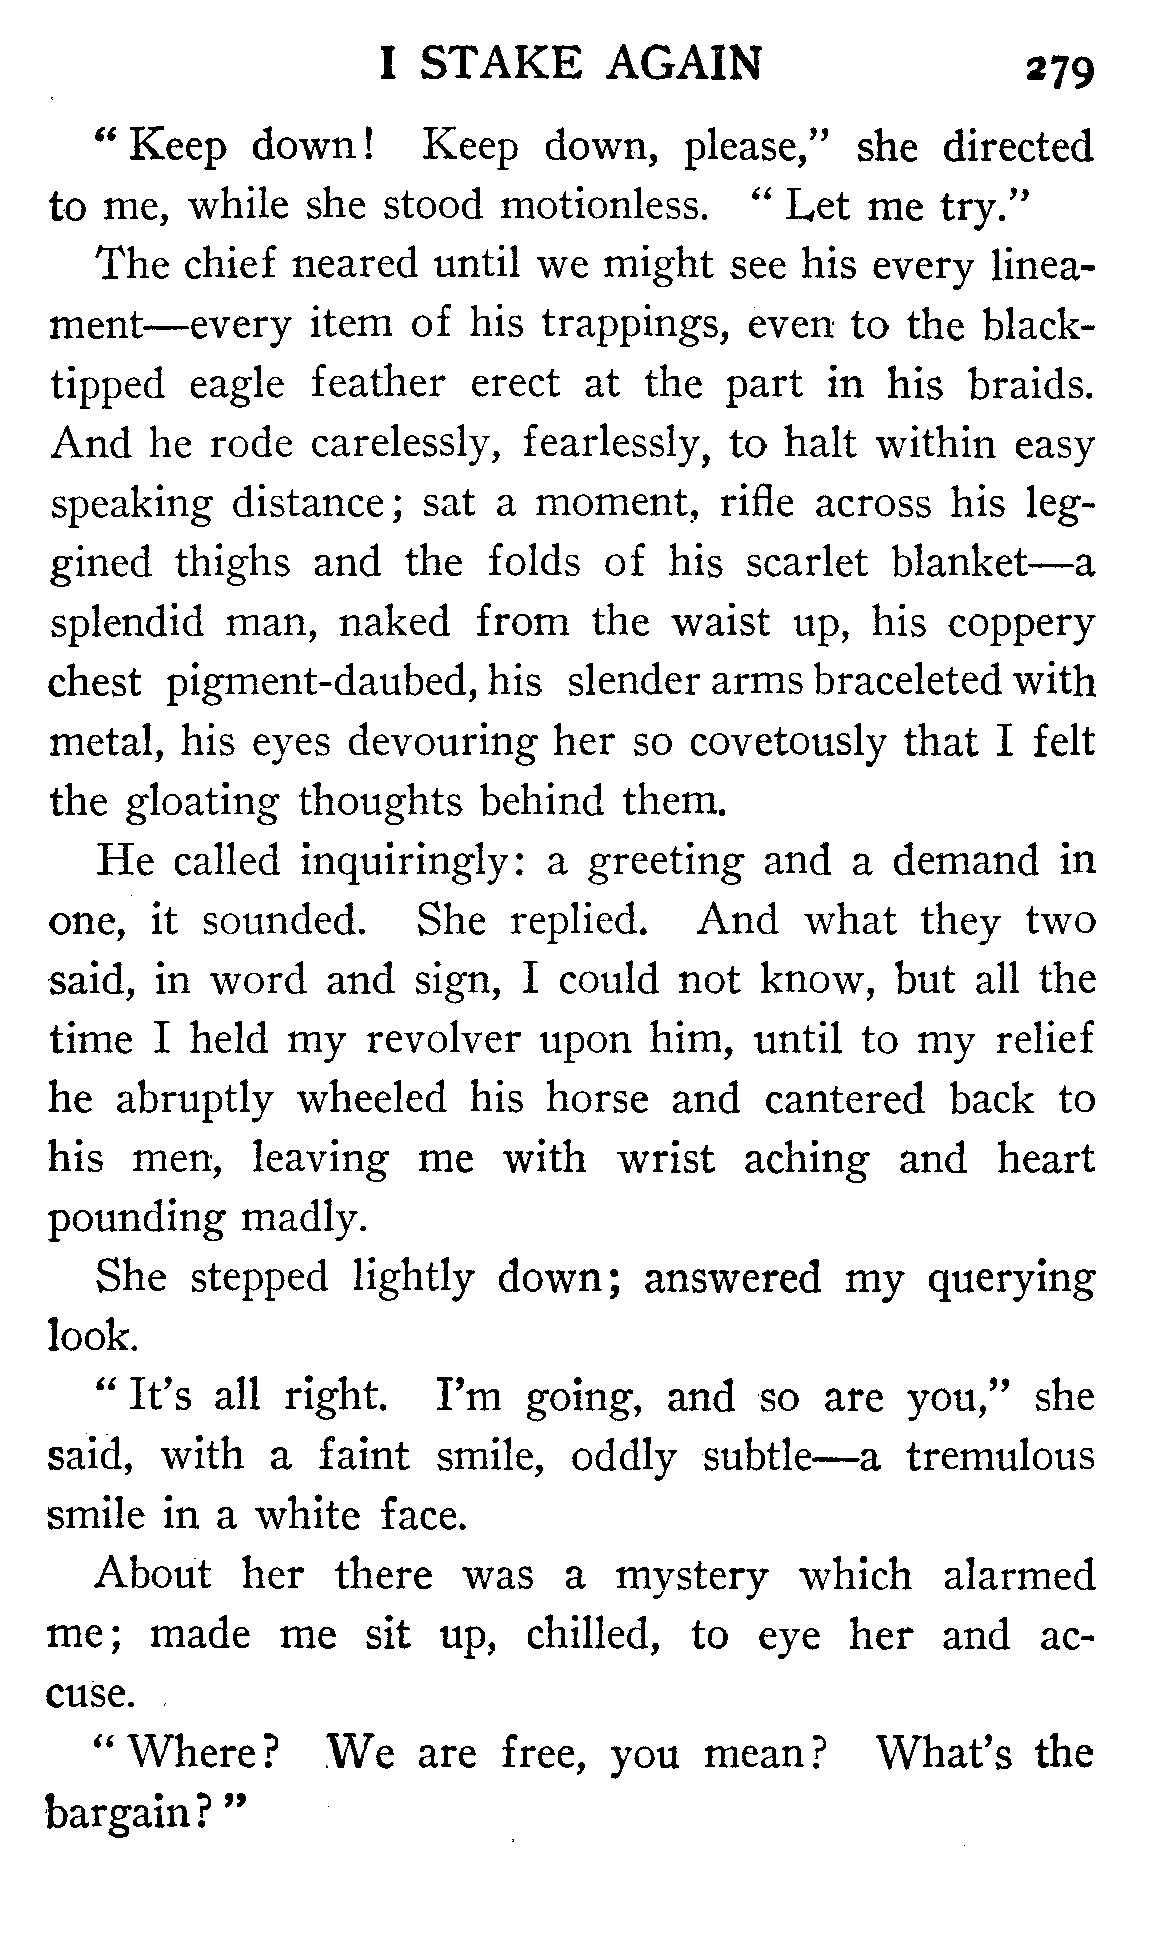 I STAKE AGAIN 279
" Keep down! Keep down, please," she directed
to me, while she stood motionless. " Let me try."
The chief neared until we might see his every linea-
ment—every item of his trappings, even to the black-
tipped eagle feather erect at the part in his braids.
And he rode carelessly, fearlessly, to halt within easy
speaking distance; sat a moment, rifle across his leg-
gined thighs and the folds of his scarlet blanket—a
splendid man, naked from the waist up, his coppery
chest pigment-daubed, his slender arms braceleted with
metal, his eyes devouring her so covetously that I felt
the gloating thoughts behind them.
He called inquiringly: a greeting and a demand in
one, it sounded. She replied. And what they two
said, in word and sign, I could not know, but all the
time I held my revolver upon him, until to my relief
he abruptly wheeled his horse and cantered back to
his men, leaving me with wrist aching and heart
pounding madly.
She stepped lightly down; answered my querying
look.
" It's all right. I'm going, and so are you," she
said, with a faint smile, oddly subtle—a tremulous
smile in a white face.
About her there was a mystery which alarmed
me; made me sit up, chilled, to eye her and ac-
cuse.
" Where? We are free, you mean? What's the
bargain? "